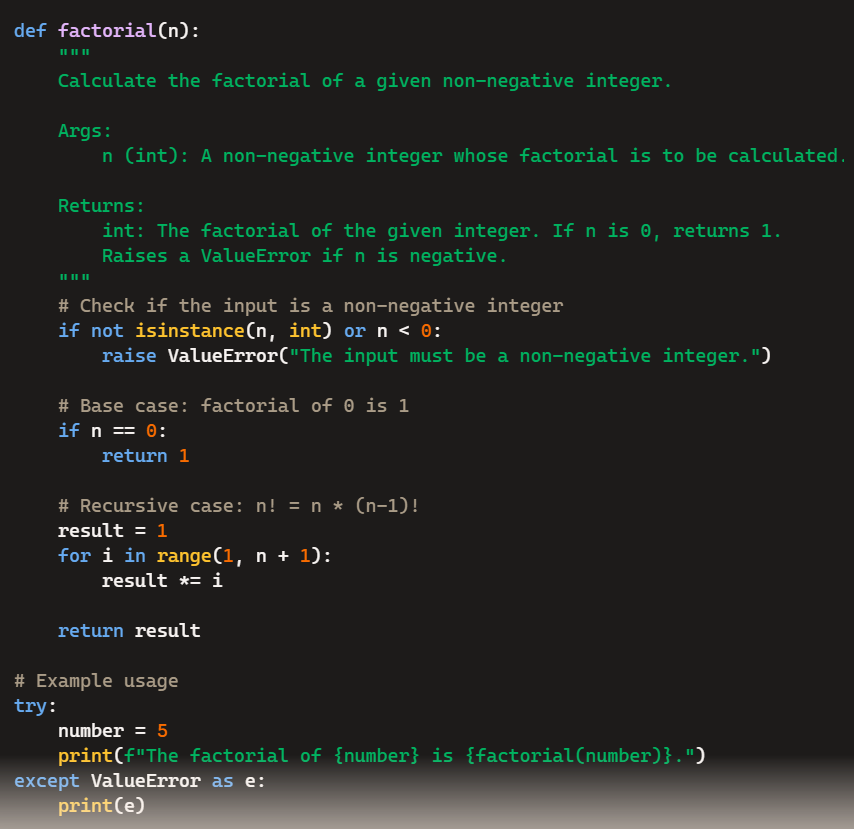 def factorial(n):
    """
    Calculate the factorial of a given non-negative integer.

    Args:
        n (int): A non-negative integer whose factorial is to be calculated.

    Returns:
        int: The factorial of the given integer. If n is 0, returns 1.
        Raises a ValueError if n is negative.
    """
    # Check if the input is a non-negative integer
    if not isinstance(n, int) or n < 0:
        raise ValueError("The input must be a non-negative integer.")

    # Base case: factorial of 0 is 1
    if n == 0:
        return 1

    # Recursive case: n! = n * (n-1)!
    result = 1
    for i in range(1, n + 1):
        result *= i

    return result

# Example usage
try:
    number = 5
    print(f"The factorial of {number} is {factorial(number)}.")
except ValueError as e:
    print(e)